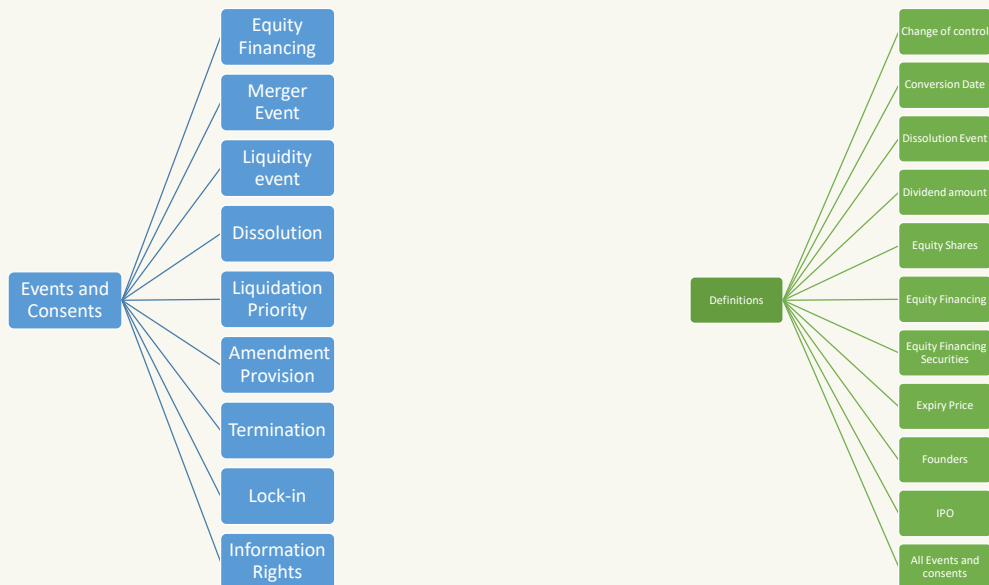 Events and
Consents
Equity
Financing
Merger
Event
Liquidity
event
Dissolution
Liquidation
Priority
Amendment
Provision
Termination
Lock-in
Information
Rights
Definitions
Change of control
Conversion Date
Dissolution Event
Dividend amount
Equity Shares
Equity Financing
Equity Financing
Securities
Expiry Price
Founders
IPO
All Events and
consents